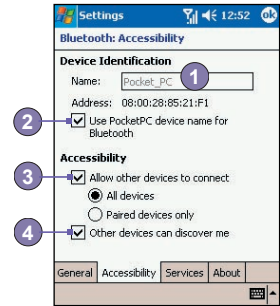 Settings 12:52 ok
Bluetooth: Accessibility
Device Identification
Name: Pocket_PC 1
Address: 08:00:28:85:21:F1
2 Use PocketPC device name for
Bluetooth
Accessibility
3 Allow other devices to connect
All devices
Paired devices only
4 Other devices can discover me
General Accessibility Services About